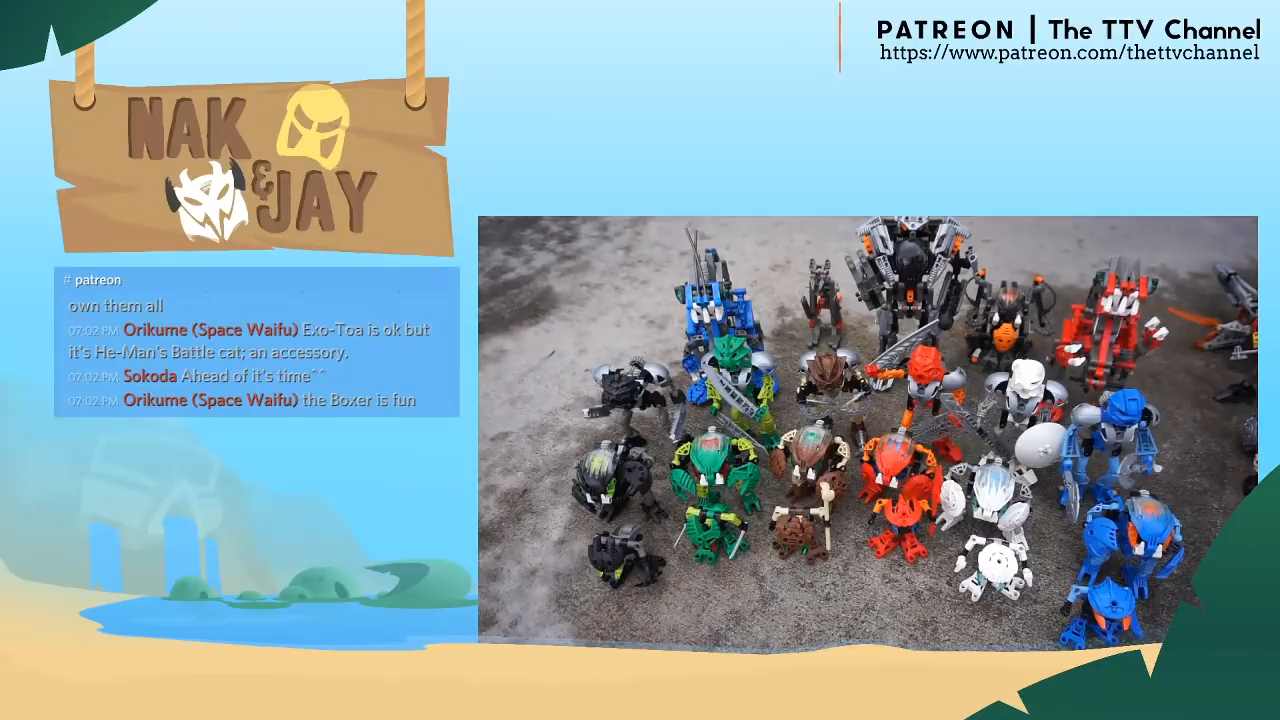 PATREON | The TTV Channel
https://www.patreon.com/thettvchannel
NAK
& JAY
# patreon
own them all
07:02 PM Orikume (Space Waifu) Exo-Toa is ok but
it's He-Man's Battle cat; an accessory.
07:02 PM Sokoda Ahead of it's time^^
07:02 PM Orikume (Space Waifu) the Boxer is fun